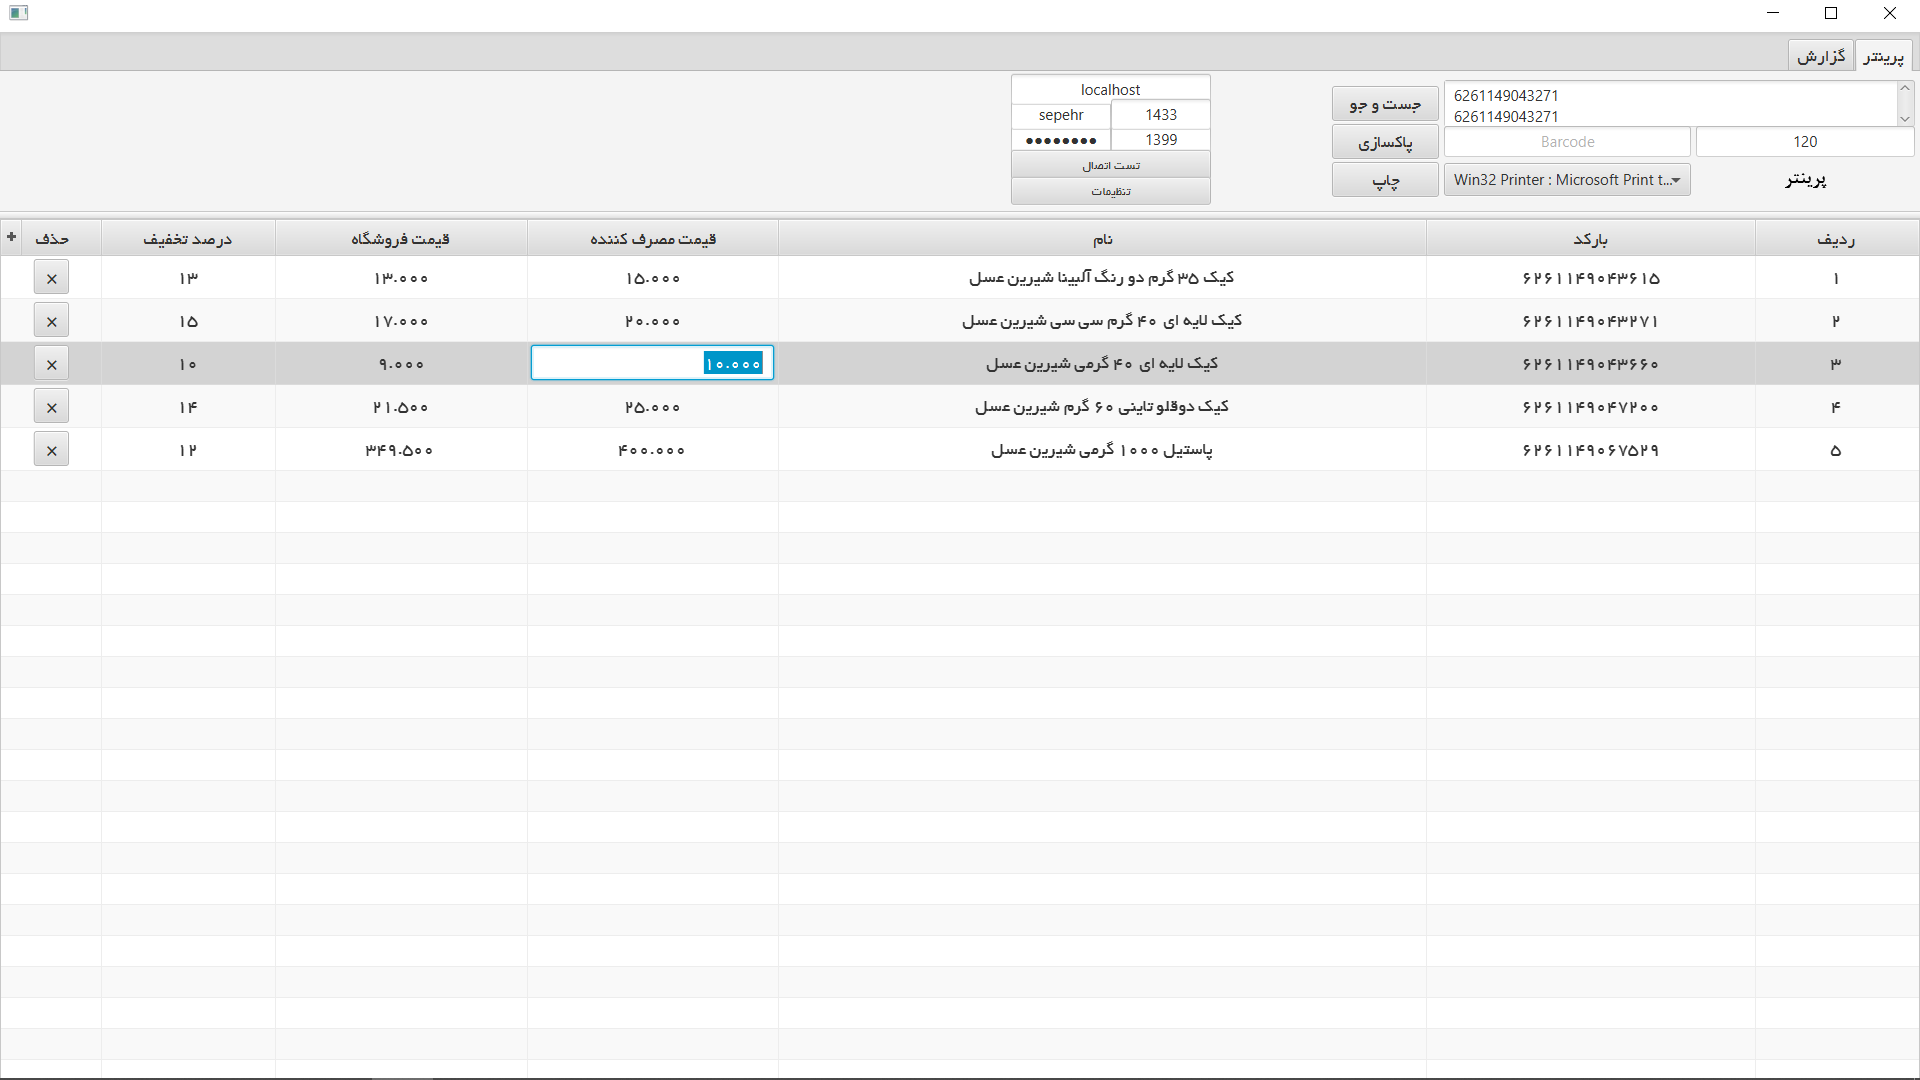 پرینتر گزارش
6261149043271
6261149043271
جست و جو
localhost
sepehr 1433
●●●●●●●● 1399
تست اتصال
تنظیمات
120
Barcode
پاکسازی
پرینتر
Win32 Printer : Microsoft Print t...
چاپ
ردیف بارکد نام قیمت مصرف کننده قیمت فروشگاه درصد تخفیف حذف +
۱ ۶۲۶۱۱۴۹۰۴۳۶۱۵ کیک ۳۵ گرم دو رنگ آلبینا شیرین عسل ۱۵.۰۰۰ ۱۳.۰۰۰ ۱۳ ×
۲ ۶۲۶۱۱۴۹۰۴۳۲۷۱ کیک لایه ای ۴۰ گرم سی سی شیرین عسل ۲۰.۰۰۰ ۱۷.۰۰۰ ۱۵ ×
۳ ۶۲۶۱۱۴۹۰۴۳۶۶۰ کیک لایه ای ۴۰ گرمی شیرین عسل ۱۰.۰۰۰ ۹.۰۰۰ ۱۰ ×
۴ ۶۲۶۱۱۴۹۰۴۷۲۰۰ کیک دوقلو تاینی ۶۰ گرم شیرین عسل ۲۵.۰۰۰ ۲۱.۵۰۰ ۱۴ ×
۵ ۶۲۶۱۱۴۹۰۶۷۵۲۹ پاستیل ۱۰۰۰ گرمی شیرین عسل ۴۰۰.۰۰۰ ۳۴۹.۵۰۰ ۱۲ ×